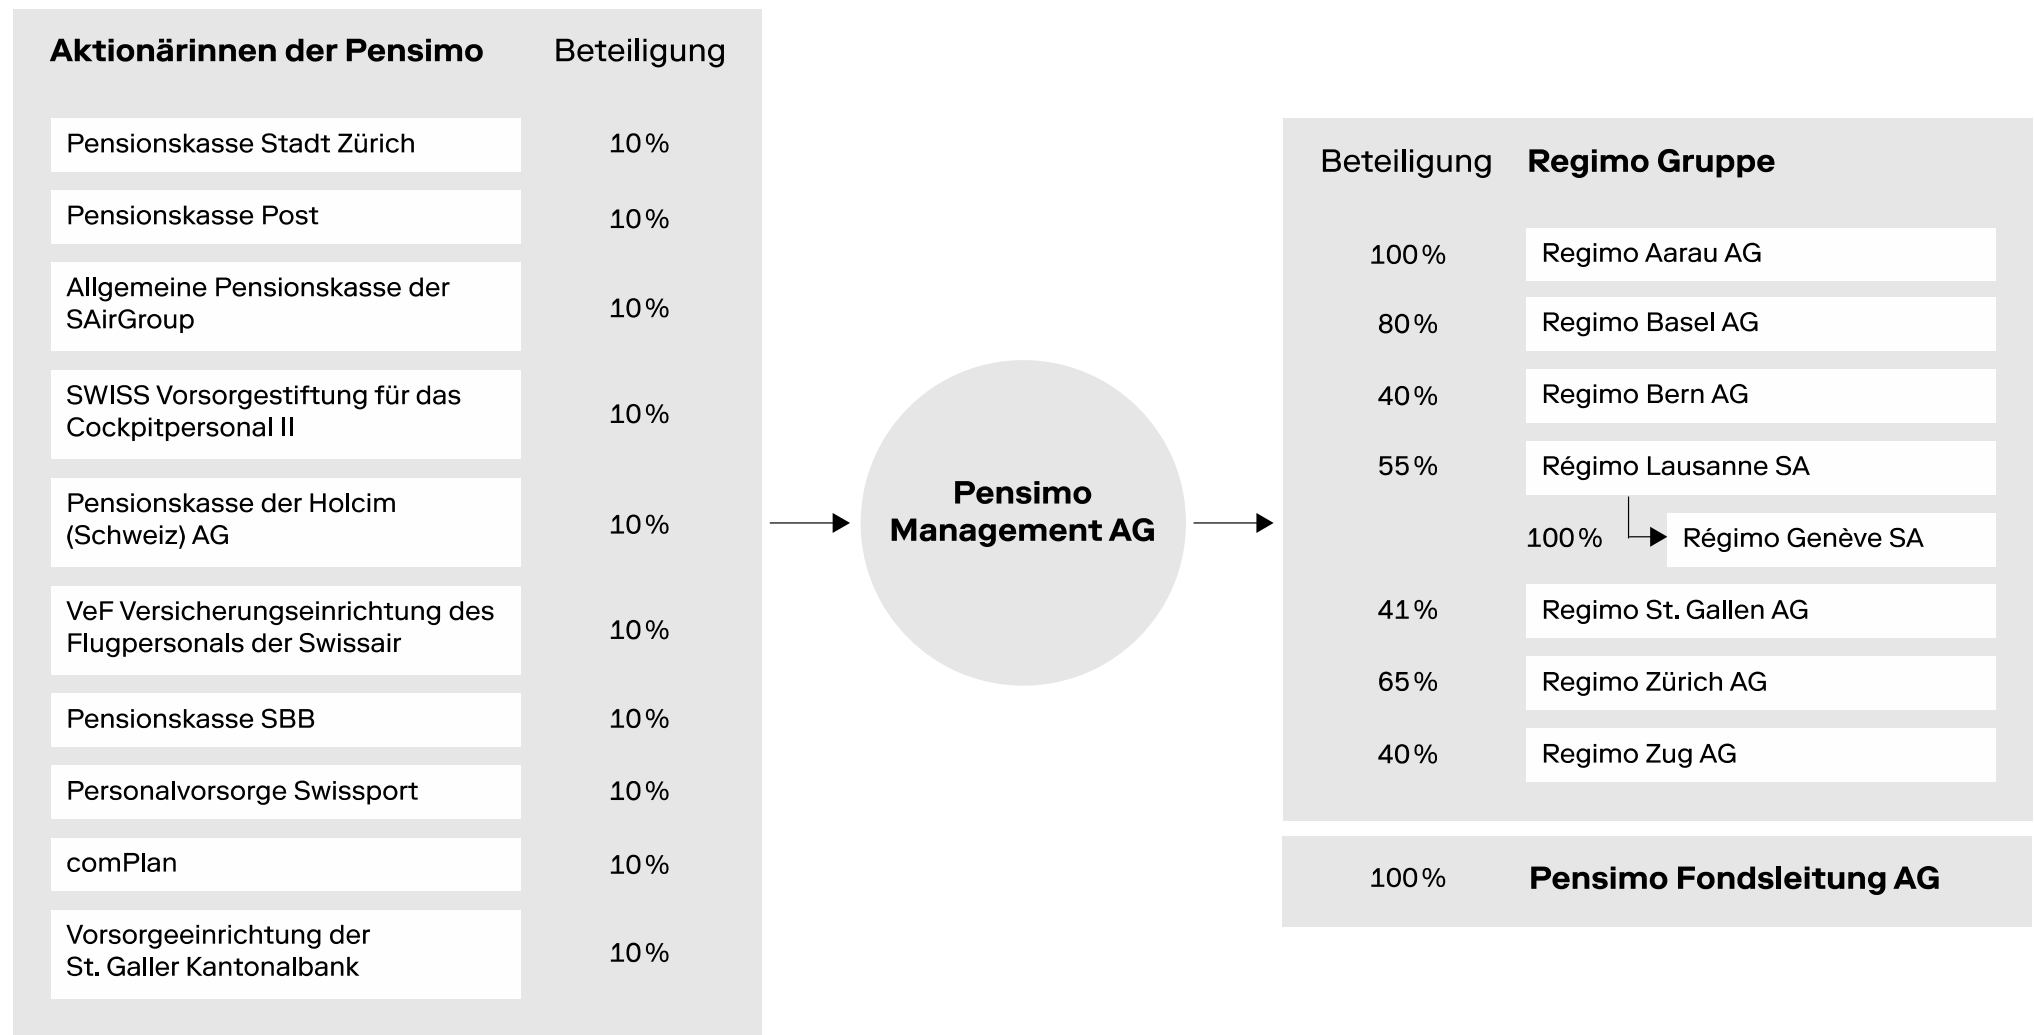 Aktionärinnen der Pensimo Beteiligung
Pensionskasse Stadt Zürich 10%
Pensionskasse Post 10%
Allgemeine Pensionskasse der
SAirGroup 10%
SWISS Vorsorgestiftung für das
Cockpitpersonal II 10%
Pensionskasse der Holcim
(Schweiz) AG 10%
VeF Versicherungseinrichtung des
Flugpersonals der Swissair 10%
Pensionskasse SBB 10%
Personalvorsorge Swissport 10%
comPlan 10%
Vorsorgeeinrichtung der
St. Galler Kantonalbank 10%
Pensimo
Management AG
Beteiligung Regimo Gruppe
100% Regimo Aarau AG
80% Regimo Basel AG
40% Regimo Bern AG
55% Régimo Lausanne SA
100% Régimo Genève SA
41% Regimo St. Gallen AG
65% Regimo Zürich AG
40% Regimo Zug AG
100% Pensimo Fondsleitung AG